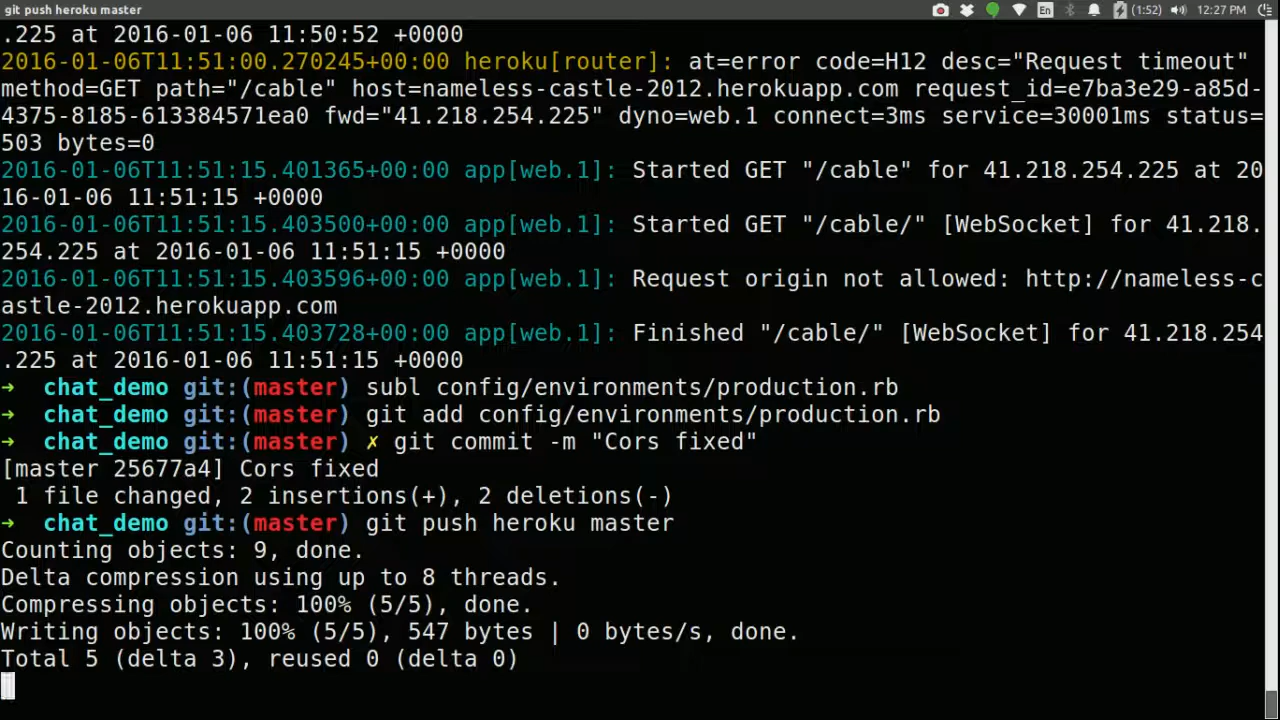 git push heroku master En (1:52) 12:27 PM
.225 at 2016-01-06 11:50:52 +0000
2016-01-06T11:51:00.270245+00:00 heroku[router]: at=error code=H12 desc="Request timeout"
method=GET path="/cable" host=nameless-castle-2012.herokuapp.com request_id=e7ba3e29-a85d-
4375-8185-613384571ea0 fwd="41.218.254.225" dyno=web.1 connect=3ms service=30001ms status=
503 bytes=0
2016-01-06T11:51:15.401365+00:00 app[web.1]: Started GET "/cable" for 41.218.254.225 at 20
16-01-06 11:51:15 +0000
2016-01-06T11:51:15.403500+00:00 app[web.1]: Started GET "/cable/" [WebSocket] for 41.218.
254.225 at 2016-01-06 11:51:15 +0000
2016-01-06T11:51:15.403596+00:00 app[web.1]: Request origin not allowed: http://nameless-c
astle-2012.herokuapp.com
2016-01-06T11:51:15.403728+00:00 app[web.1]: Finished "/cable/" [WebSocket] for 41.218.254
.225 at 2016-01-06 11:51:15 +0000
➜ chat_demo git:(master) subl config/environments/production.rb
➜ chat_demo git:(master) git add config/environments/production.rb
➜ chat_demo git:(master) ✗ git commit -m "Cors fixed"
[master 25677a4] Cors fixed
1 file changed, 2 insertions(+), 2 deletions(-)
➜ chat_demo git:(master) git push heroku master
Counting objects: 9, done.
Delta compression using up to 8 threads.
Compressing objects: 100% (5/5), done.
Writing objects: 100% (5/5), 547 bytes | 0 bytes/s, done.
Total 5 (delta 3), reused 0 (delta 0)